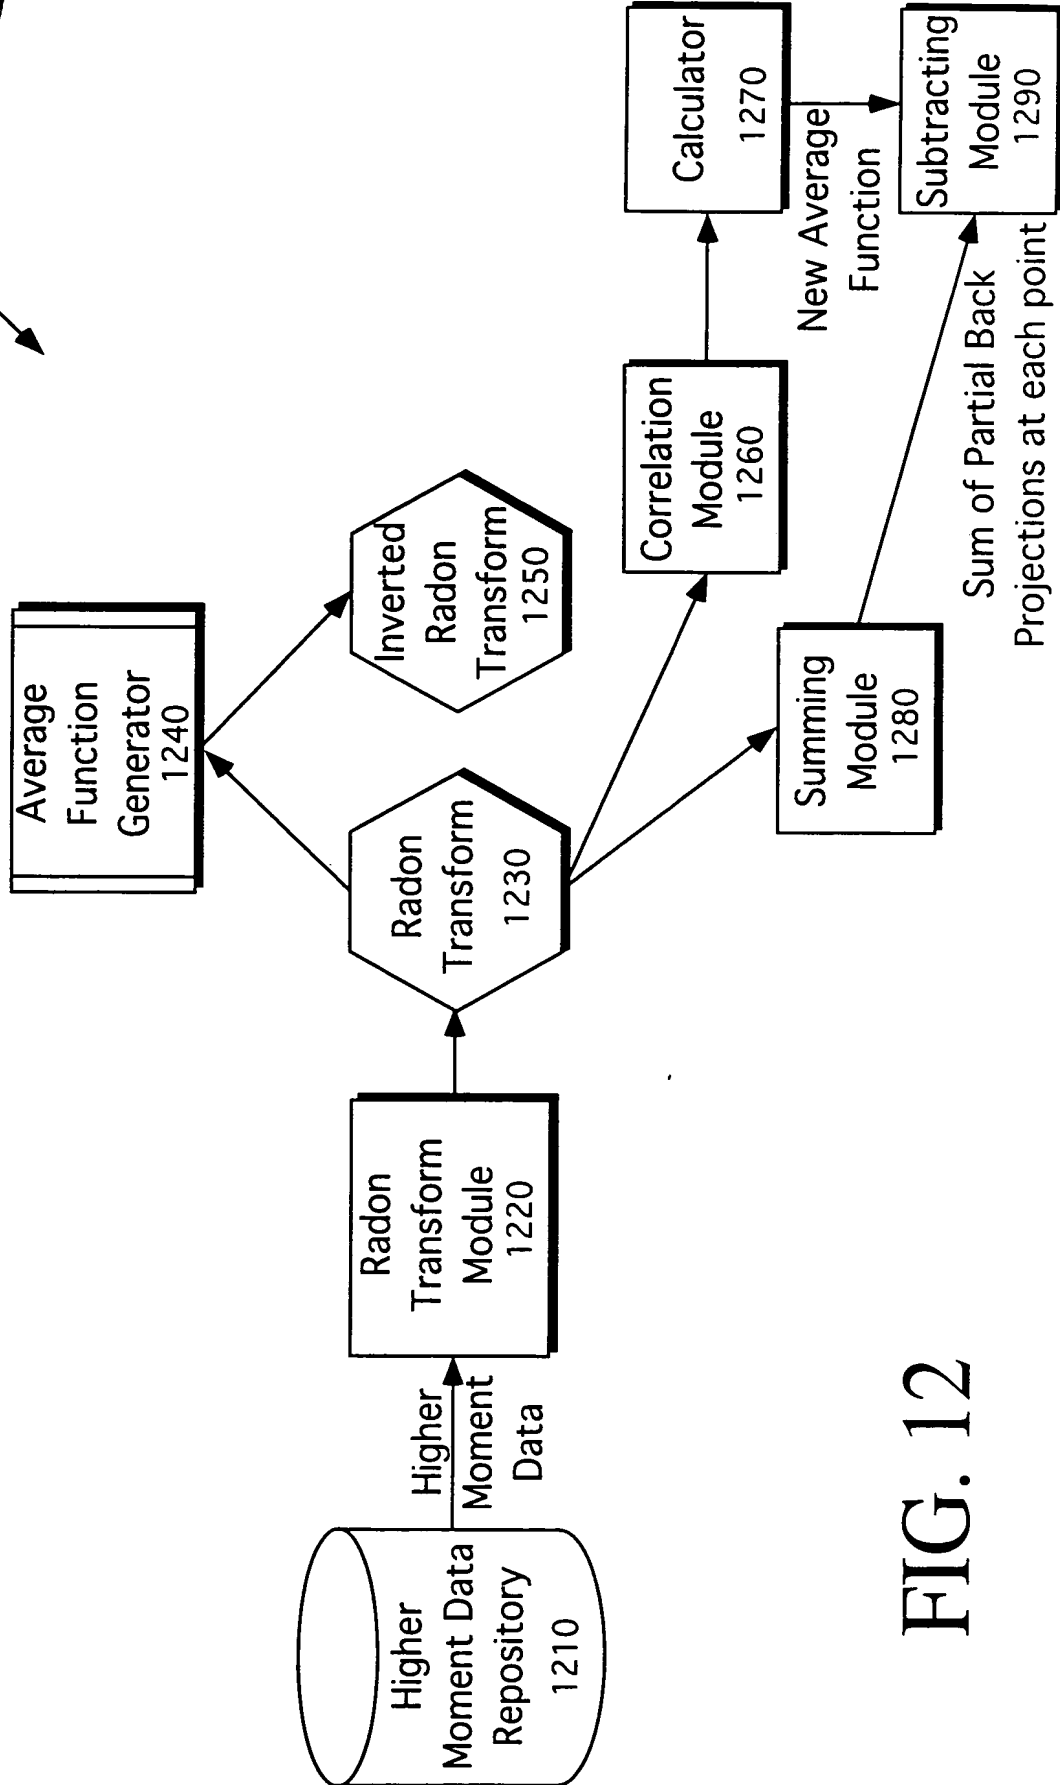 Higher
Moment Data
Repository
1210
Higher
Moment
Data
Radon
Transform
Module
1220
Radon
Transform
1230
Average
Function
Generator
1240
Inverted
Radon
Transform
1250
Correlation
Module
1260
Calculator
1270
New Average
Function
Summing
Module
1280
Sum of Partial Back
Projections at each point
Subtracting
Module
1290
FIG. 12